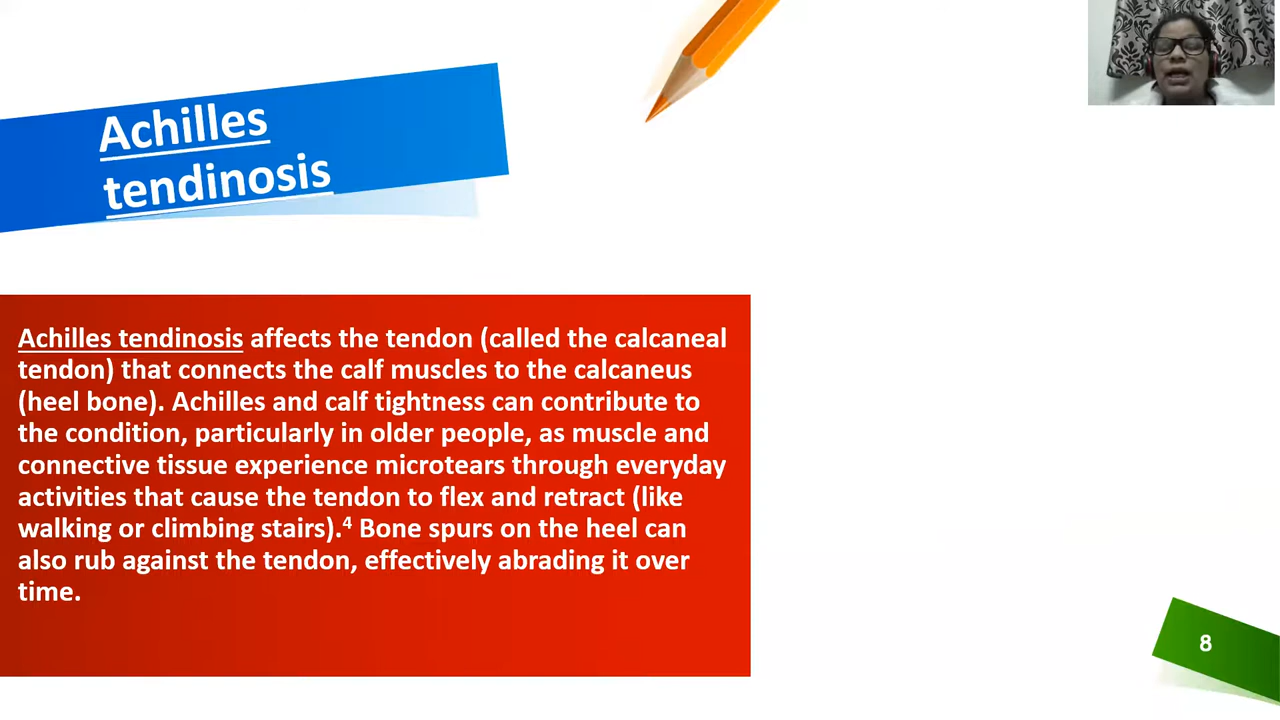 Achilles
tendinosis
Achilles tendinosis affects the tendon (called the calcaneal
tendon) that connects the calf muscles to the calcaneus
(heel bone). Achilles and calf tightness can contribute to
the condition, particularly in older people, as muscle and
connective tissue experience microtears through everyday
activities that cause the tendon to flex and retract (like
walking or climbing stairs).⁴ Bone spurs on the heel can
also rub against the tendon, effectively abrading it over
time.
8